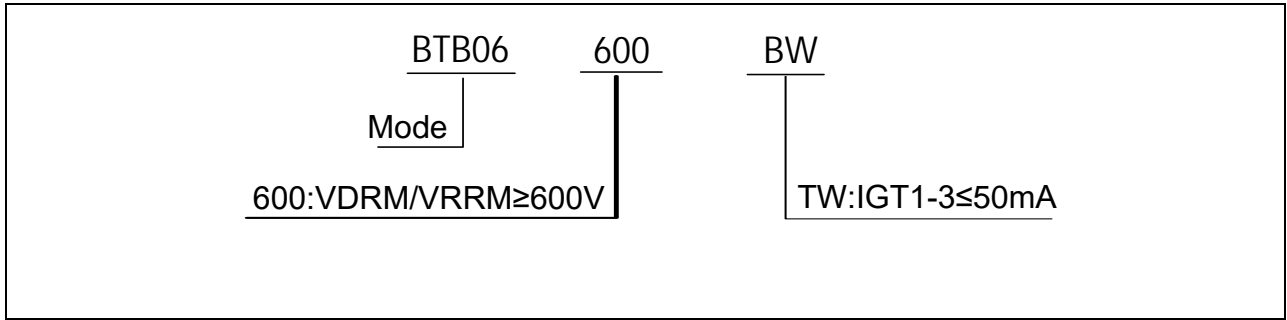 BTB06 600 BW
Mode
600:VDRM/VRRM≥600V TW:IGT1-3≤50mA